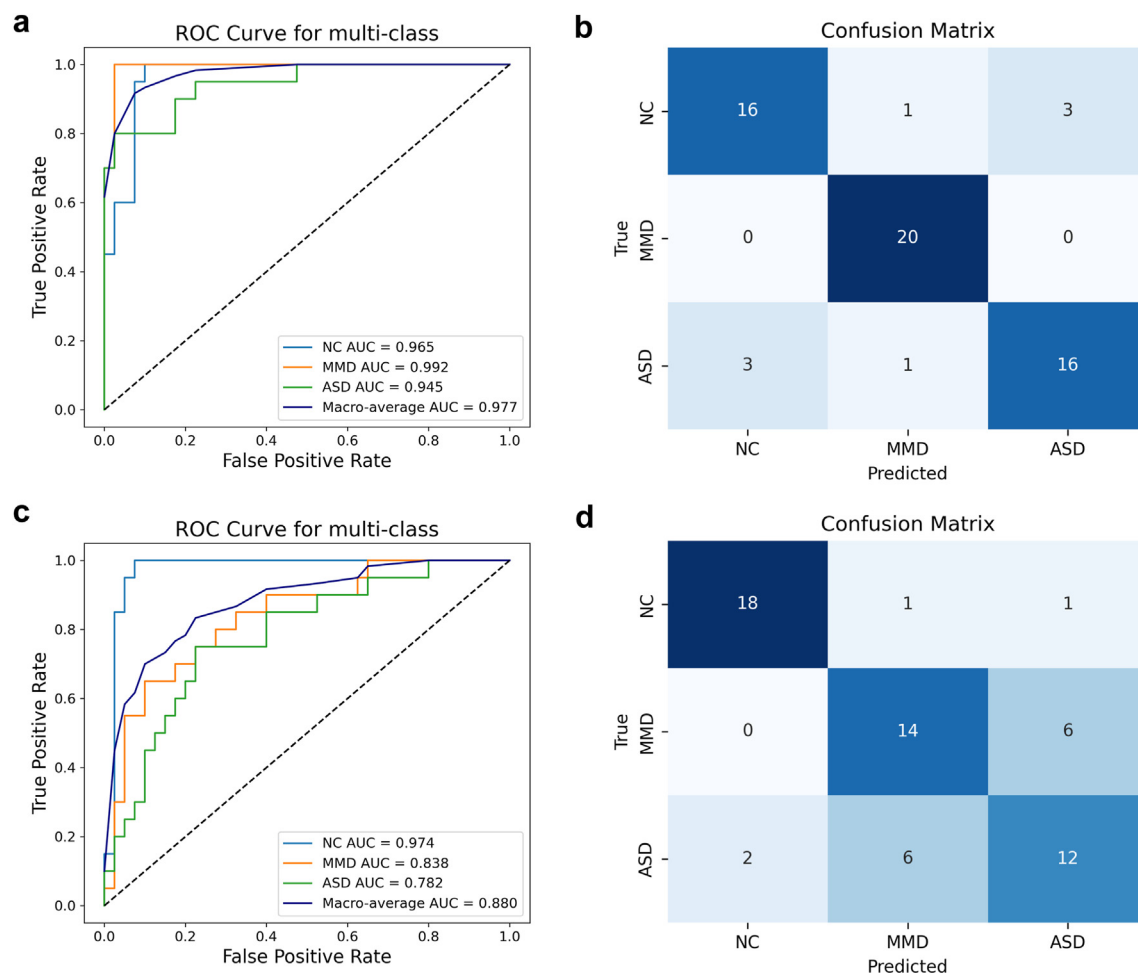 a
ROC Curve for multi-class
1.0
0.8
0.6
0.4
0.2
0.0
True Positive Rate
NC AUC = 0.965
MMD AUC = 0.992
ASD AUC = 0.945
Macro-average AUC = 0.977
0.0 0.2 0.4 0.6 0.8 1.0
False Positive Rate
b
Confusion Matrix
True
NC
16 1 3
MMD
0 20 0
ASD
3 1 16
NC MMD ASD
Predicted
c
ROC Curve for multi-class
1.0
0.8
0.6
0.4
0.2
0.0
True Positive Rate
NC AUC = 0.974
MMD AUC = 0.838
ASD AUC = 0.782
Macro-average AUC = 0.880
0.0 0.2 0.4 0.6 0.8 1.0
False Positive Rate
d
Confusion Matrix
True
NC
18 1 1
MMD
0 14 6
ASD
2 6 12
NC MMD ASD
Predicted